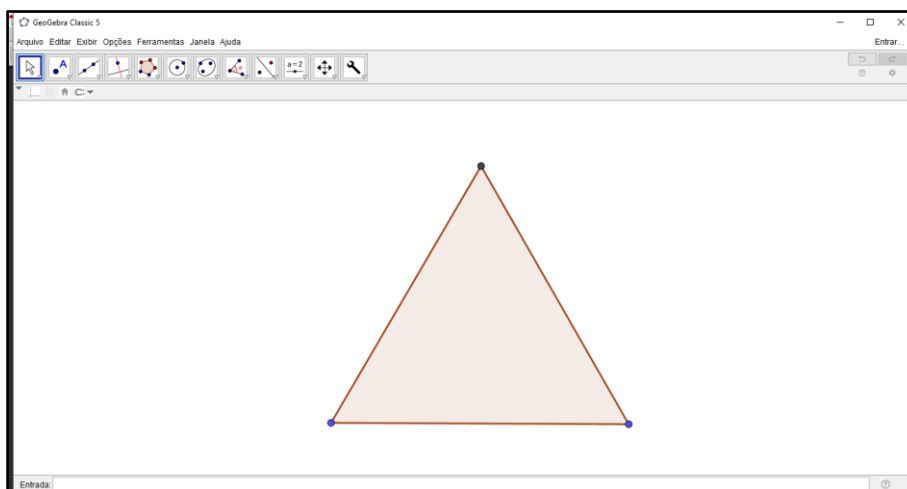 GeoGebra Classic 5
Arquivo Editar Exibir Opções Ferramentas Janela Ajuda
Entrar...
A
a=2
Entrada: